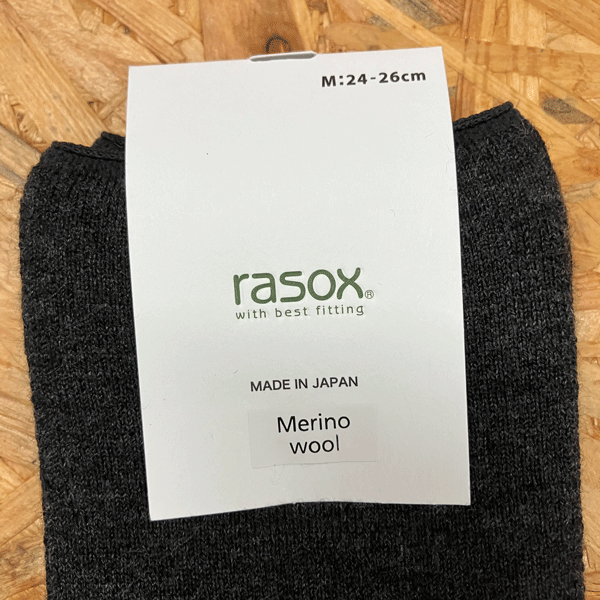 M:24-26cm
rasox®
with best fitting
MADE IN JAPAN
Merino
wool